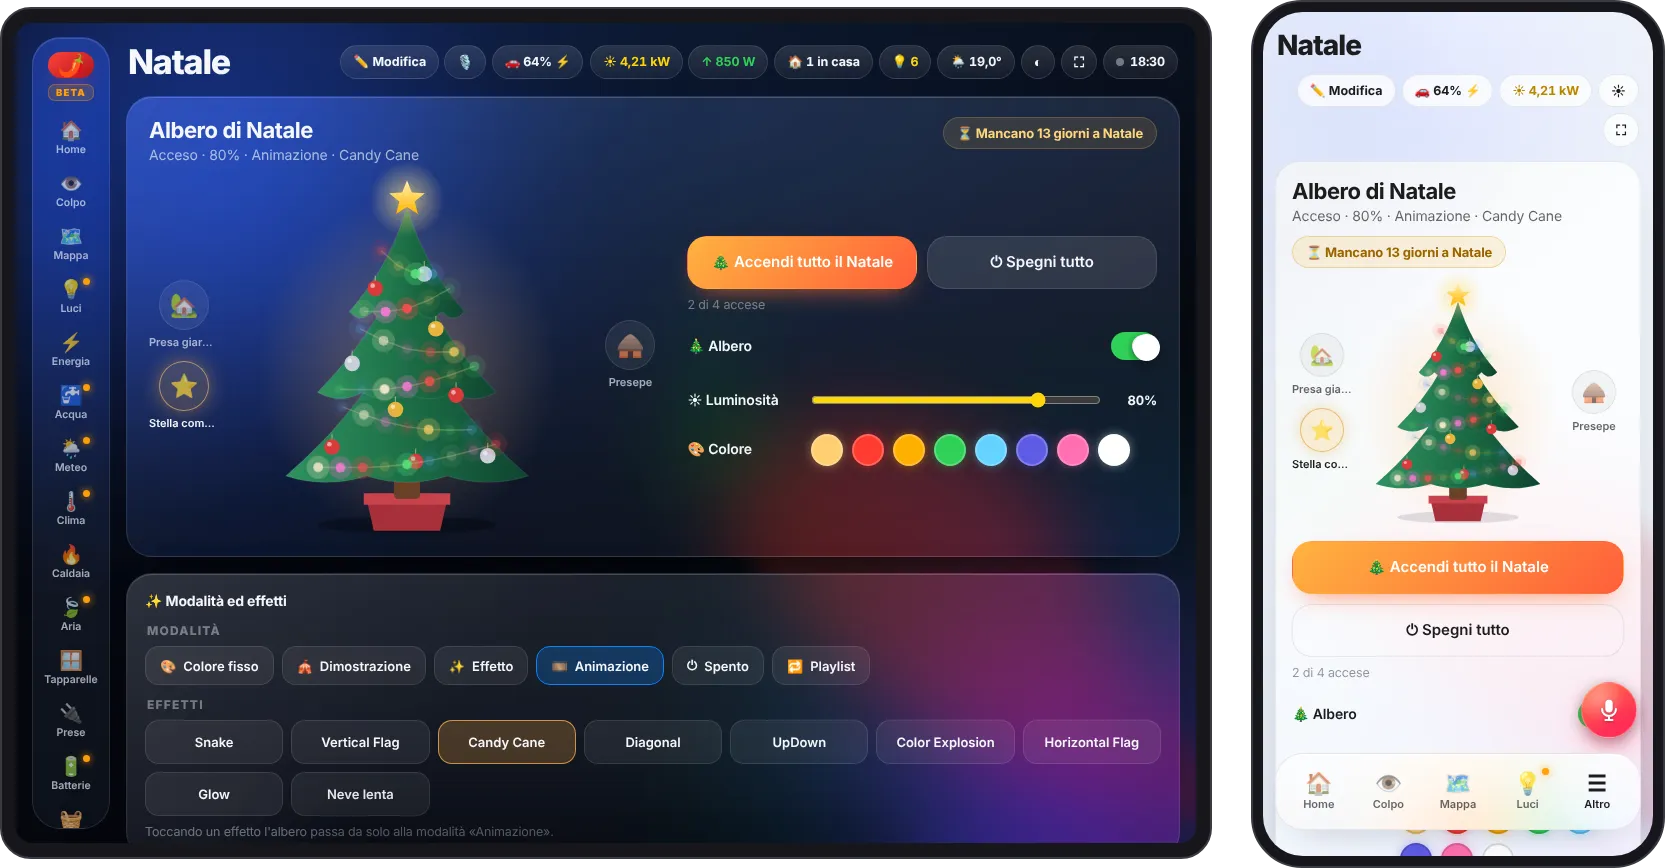 BETA
Home
Colpo
Mappa
Luci
Energia
Acqua
Meteo
Clima
Caldaia
Aria
Tapparelle
Prese
Batterie
Natale
Modifica
64%
4,21 kW
↑ 850 W
1 in casa
6
19,0°
18:30
Albero di Natale
Acceso · 80% · Animazione · Candy Cane
Mancano 13 giorni a Natale
Presa giar...
Stella com...
Presepe
Accendi tutto il Natale
Spegni tutto
2 di 4 accese
Albero
Luminosità
80%
Colore
Modalità ed effetti
MODALITÀ
Colore fisso
Dimostrazione
Effetto
Animazione
Spento
Playlist
EFFETTI
Snake
Vertical Flag
Candy Cane
Diagonal
UpDown
Color Explosion
Horizontal Flag
Glow
Neve lenta
Toccando un effetto l'albero passa da solo alla modalità «Animazione».
Natale
Modifica
64%
4,21 kW
Albero di Natale
Acceso · 80% · Animazione · Candy Cane
Mancano 13 giorni a Natale
Presa gia...
Stella co...
Presepe
Accendi tutto il Natale
Spegni tutto
2 di 4 accese
Albero
Home
Colpo
Mappa
Luci
Altro